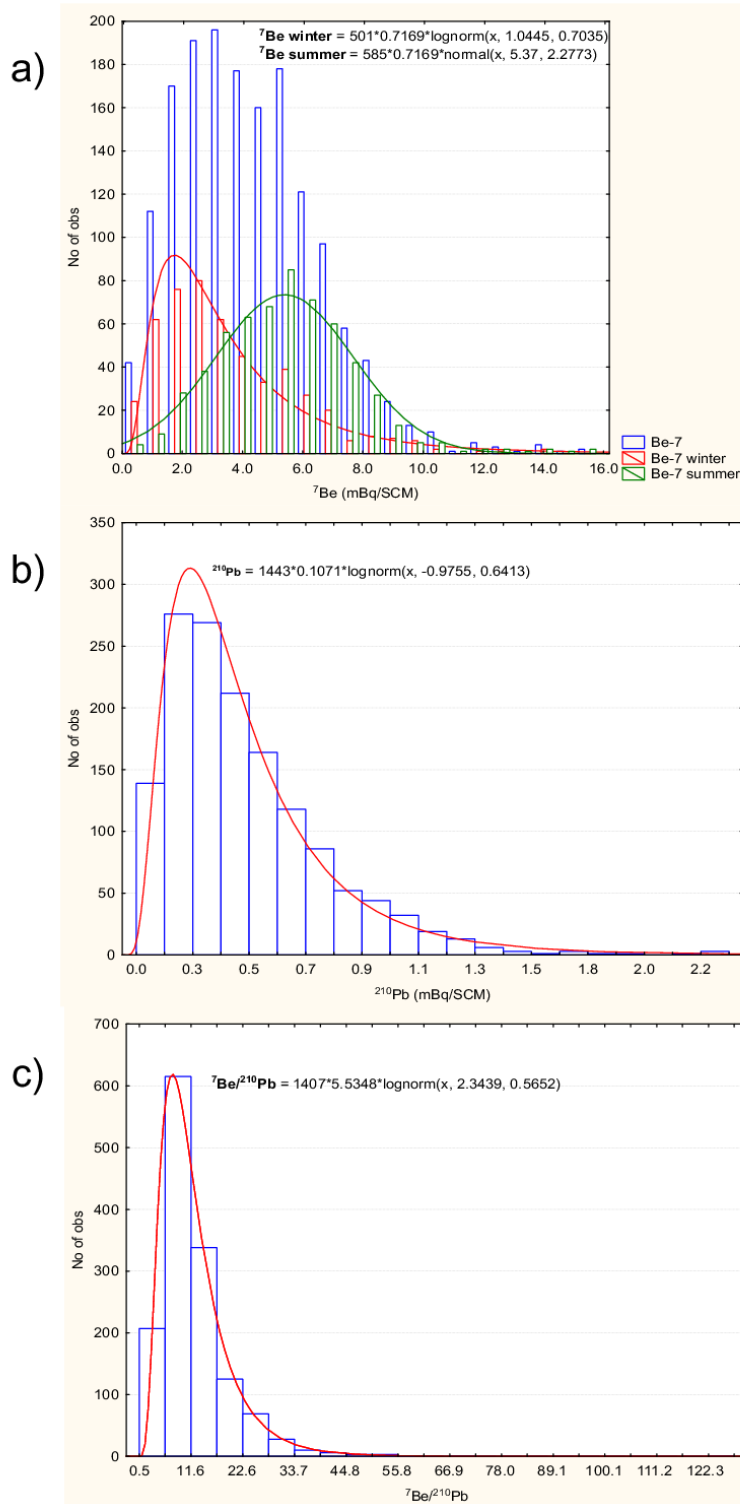 a)
⁷Be winter = 501*0.7169*lognorm(x, 1.0445, 0.7035)
⁷Be summer = 585*0.7169*normal(x, 5.37, 2.2773)
200
180
160
140
120
100
80
60
40
20
0
No of obs
0.0 2.0 4.0 6.0 8.0 10.0 12.0 14.0 16.0
⁷Be (mBq/SCM)
Be-7
Be-7 winter
Be-7 summer
b)
²¹⁰Pb = 1443*0.1071*lognorm(x, -0.9755, 0.6413)
350
300
250
200
150
100
50
0
No of obs
0.0 0.3 0.5 0.7 0.9 1.1 1.3 1.5 1.8 2.0 2.2
²¹⁰Pb (mBq/SCM)
c)
⁷Be/²¹⁰Pb = 1407*5.5348*lognorm(x, 2.3439, 0.5652)
700
600
500
400
300
200
100
0
No of obs
0.5 11.6 22.6 33.7 44.8 55.8 66.9 78.0 89.1 100.1 111.2 122.3
⁷Be/²¹⁰Pb